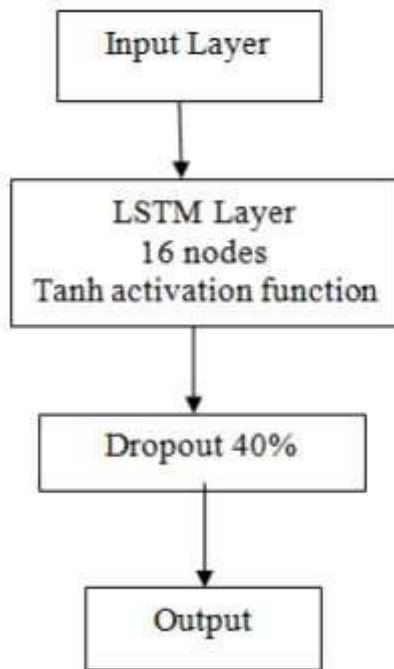 Input Layer
LSTM Layer
16 nodes
Tanh activation function
Dropout 40%
Output